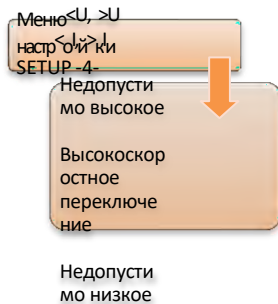 Меню <U, >U
настройки <I, >I
SETUP -4-
Недопусти
мо высокое
Высокоскор
остное
переключе
ние
Недопусти
мо низкое